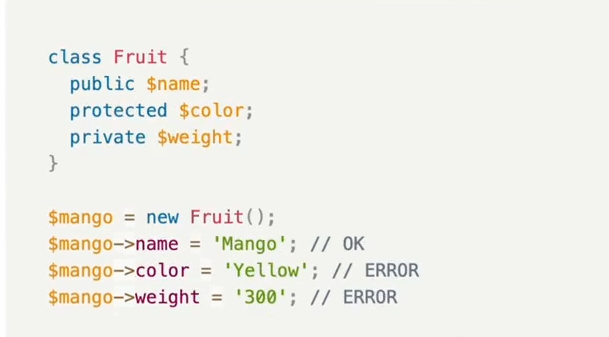 class Fruit {
  public $name;
  protected $color;
  private $weight;
}
$mango = new Fruit();
$mango->name = 'Mango'; // OK
$mango->color = 'Yellow'; // ERROR
$mango->weight = '300'; // ERROR